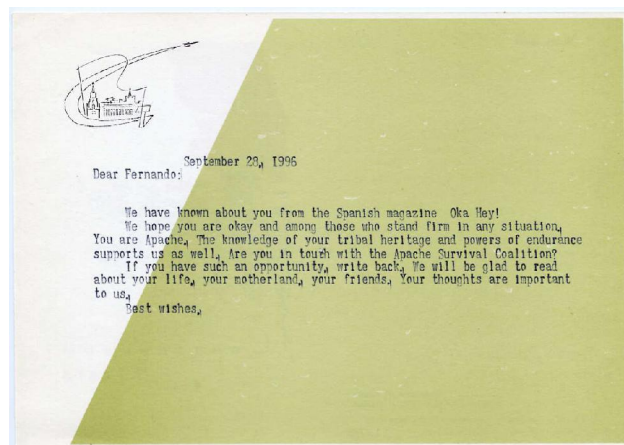 September 28, I996
Dear Fernando:
We have known about you from the Spanish magazine Oka Hey!
We hope you are okay and among those who stand firm in any situation,
You are Apache, The knowledge of your tribal heritage and powers of endurance
supports us as well, Are you in touch with the Apache Survival Coalition?
If you have such an opportunity, write back, We will be glad to read
about your life, your motherland, your friends, Your thoughts are important
to us,
Best wishes,